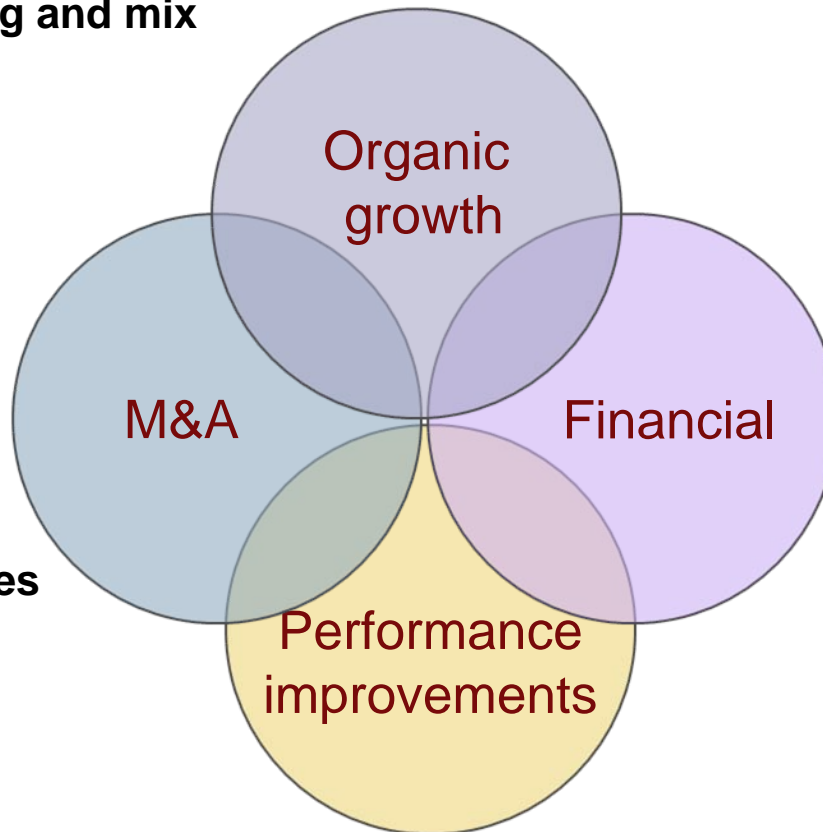 g and mix
Organic
growth
M&A
Financial
es
Performance
improvements